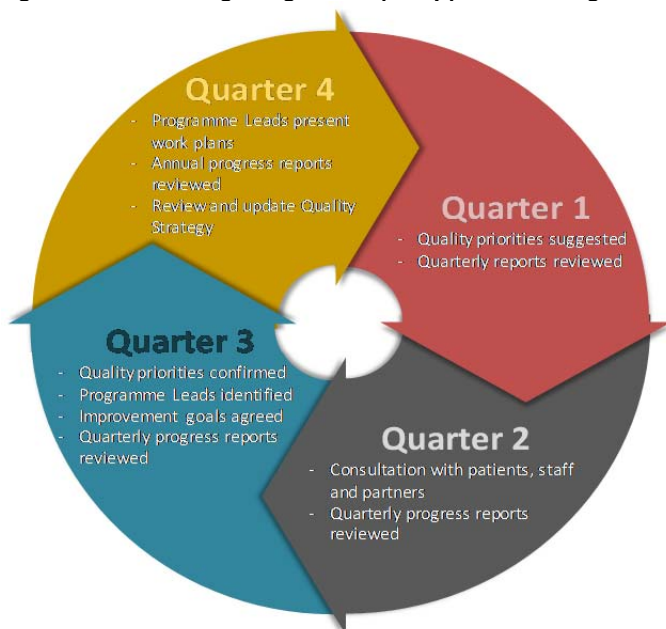 Quarter 4
- Programme Leads present
work plans
- Annual progress reports
reviewed
- Review and update Quality
Strategy
Quarter 1
- Quality priorities suggested
- Quarterly reports reviewed
Quarter 3
- Quality priorities confirmed
- Programme Leads identified
- Improvement goals agreed
- Quarterly progress reports
reviewed
Quarter 2
- Consultation with patients, staff
and partners
- Quarterly progress reports
reviewed